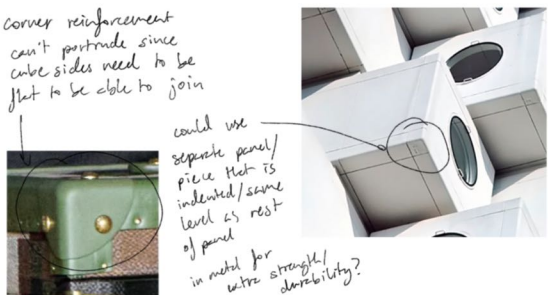 corner reinforcement
can't portrude since
cube sides need to be
flat to be able to join
could use
separate panel/
piece that is
indented/same
level as rest
of panel
in metal for
extra strength/
durability?